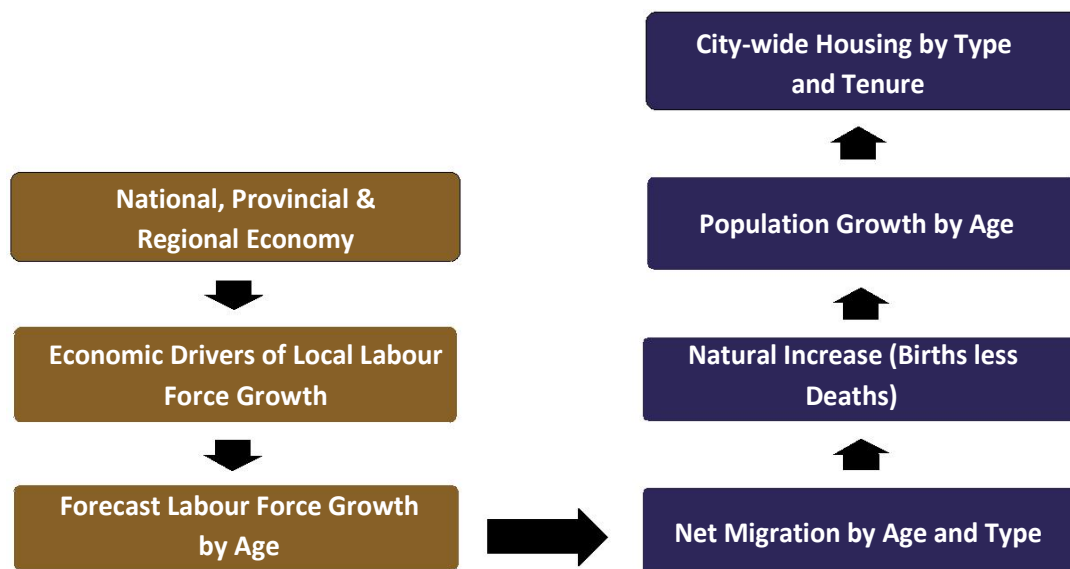 National, Provincial &
Regional Economy
Economic Drivers of Local Labour
Force Growth
Forecast Labour Force Growth
by Age
Net Migration by Age and Type
Natural Increase (Births less
Deaths)
Population Growth by Age
City-wide Housing by Type
and Tenure